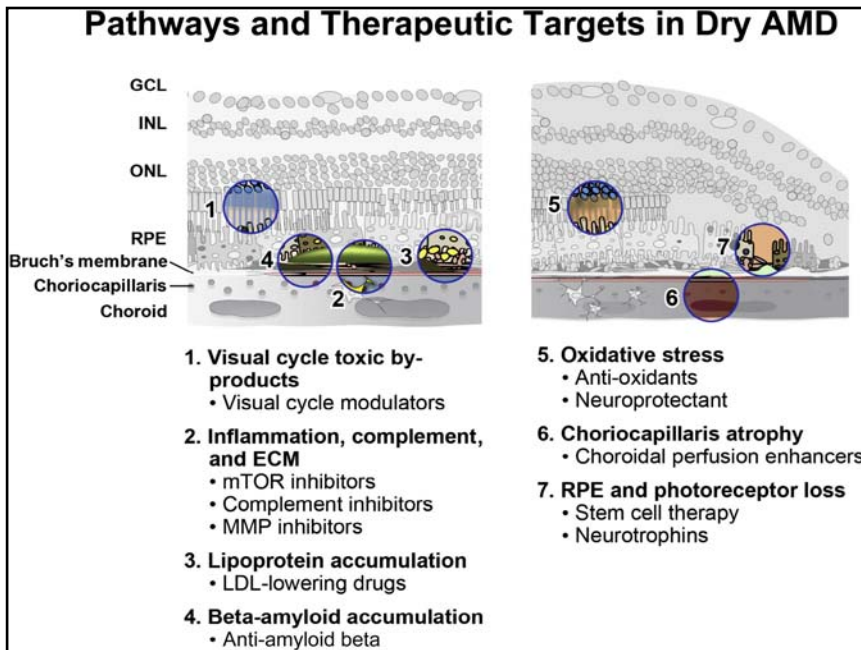 Pathways and Therapeutic Targets in Dry AMD
GCL
INL
ONL
RPE
Bruch's membrane
Choriocapillaris
Choroid
1
4
2
3
5
7
6
1. Visual cycle toxic by-
products
• Visual cycle modulators
2. Inflammation, complement,
and ECM
• mTOR inhibitors
• Complement inhibitors
• MMP inhibitors
3. Lipoprotein accumulation
• LDL-lowering drugs
4. Beta-amyloid accumulation
• Anti-amyloid beta
5. Oxidative stress
• Anti-oxidants
• Neuroprotectant
6. Choriocapillaris atrophy
• Choroidal perfusion enhancers
7. RPE and photoreceptor loss
• Stem cell therapy
• Neurotrophins